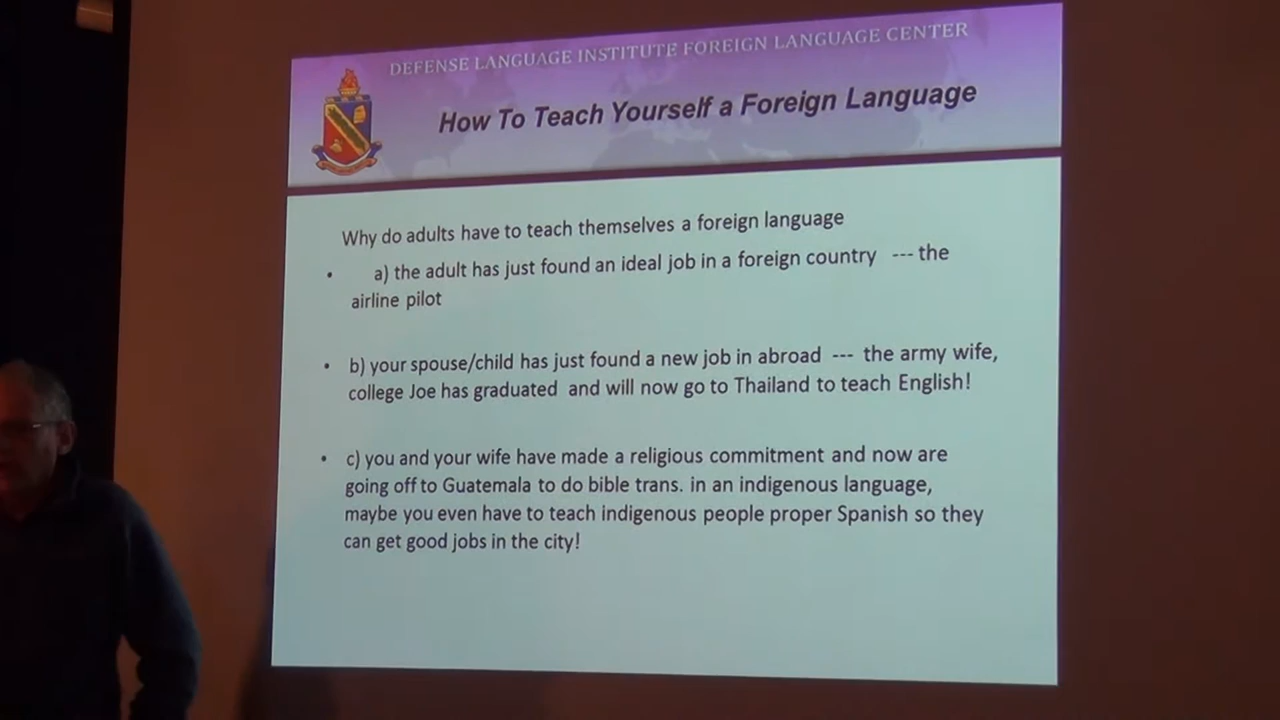 DEFENSE LANGUAGE INSTITUTE FOREIGN LANGUAGE CENTER
How To Teach Yourself a Foreign Language
Why do adults have to teach themselves a foreign language
• a) the adult has just found an ideal job in a foreign country --- the
airline pilot
• b) your spouse/child has just found a new job in abroad --- the army wife,
college Joe has graduated and will now go to Thailand to teach English!
• c) you and your wife have made a religious commitment and now are
going off to Guatemala to do bible trans. in an indigenous language,
maybe you even have to teach indigenous people proper Spanish so they
can get good jobs in the city!